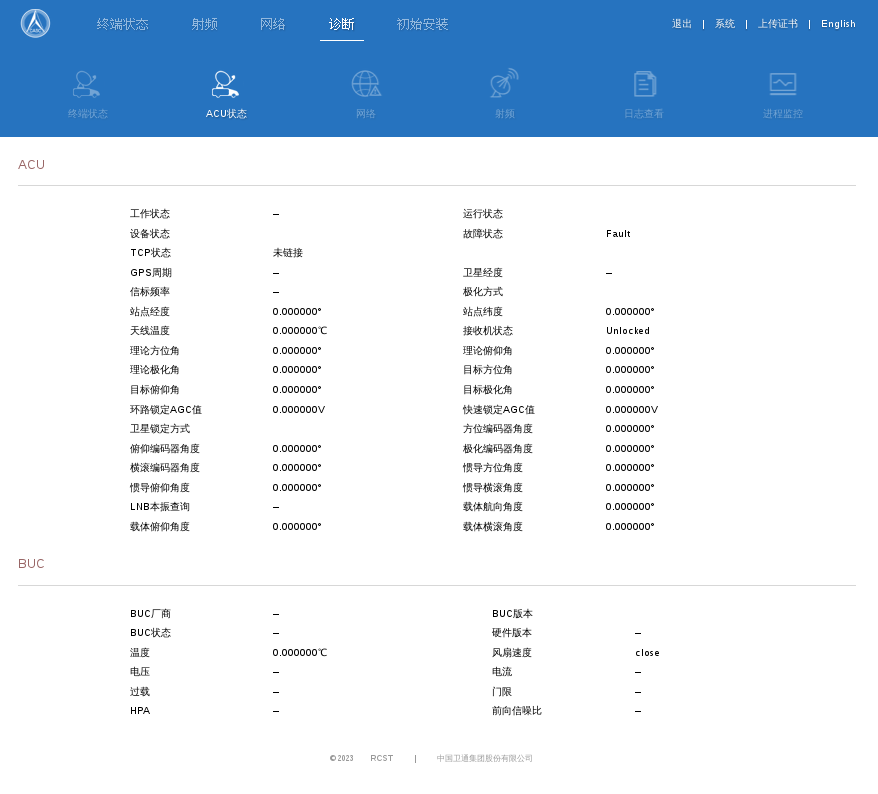 终端状态 射频 网络 诊断 初始安装 退出 | 系统 | 上传证书 | English
终端状态 ACU状态 网络 射频 日志查看 进程监控
ACU
工作状态 — 运行状态
设备状态 故障状态 Fault
TCP状态 未链接
GPS周期 — 卫星经度 —
信标频率 — 极化方式
站点经度 0.000000° 站点纬度 0.000000°
天线温度 0.000000℃ 接收机状态 Unlocked
理论方位角 0.000000° 理论俯仰角 0.000000°
理论极化角 0.000000° 目标方位角 0.000000°
目标俯仰角 0.000000° 目标极化角 0.000000°
环路锁定AGC值 0.000000V 快速锁定AGC值 0.000000V
卫星锁定方式 方位编码器角度 0.000000°
俯仰编码器角度 0.000000° 极化编码器角度 0.000000°
横滚编码器角度 0.000000° 惯导方位角度 0.000000°
惯导俯仰角度 0.000000° 惯导横滚角度 0.000000°
LNB本振查询 — 载体航向角度 0.000000°
载体俯仰角度 0.000000° 载体横滚角度 0.000000°
BUC
BUC厂商 — BUC版本
BUC状态 — 硬件版本 —
温度 0.000000℃ 风扇速度 close
电压 — 电流 —
过载 — 门限 —
HPA — 前向信噪比 —
©2023 RCST | 中国卫通集团股份有限公司